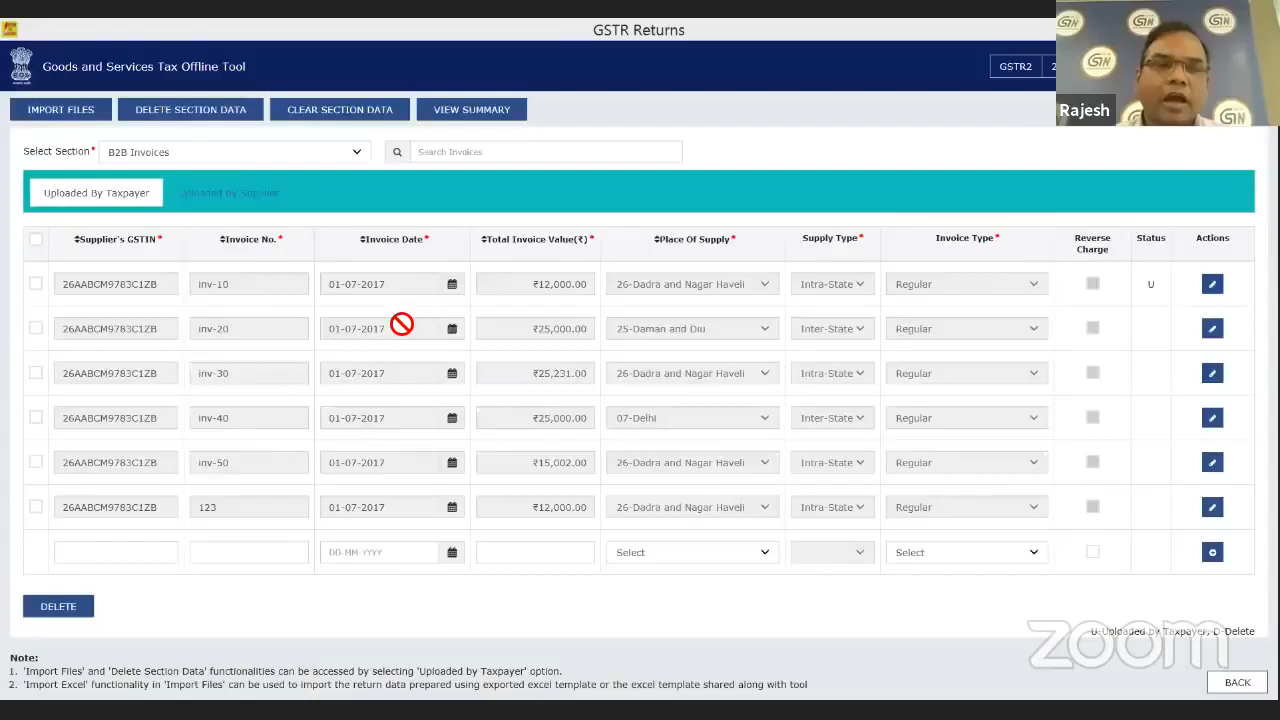 GSTR Returns
Goods and Services Tax Offline Tool
GSTR2 2
Rajesh
IMPORT FILES DELETE SECTION DATA CLEAR SECTION DATA VIEW SUMMARY
Select Section* B2B Invoices Search Invoices
Uploaded By Taxpayer Uploaded By Supplier
Supplier's GSTIN* Invoice No.* Invoice Date* Total Invoice Value(₹)* Place Of Supply* Supply Type* Invoice Type* Reverse Charge Status Actions
26AABCM9783C1ZB inv-10 01-07-2017 ₹12,000.00 26-Dadra and Nagar Haveli Intra-State Regular U
26AABCM9783C1ZB inv-20 01-07-2017 ₹25,000.00 25-Daman and Diu Inter-State Regular
26AABCM9783C1ZB inv-30 01-07-2017 ₹25,231.00 26-Dadra and Nagar Haveli Intra-State Regular
26AABCM9783C1ZB inv-40 01-07-2017 ₹25,000.00 07-Delhi Inter-State Regular
26AABCM9783C1ZB inv-50 01-07-2017 ₹15,002.00 26-Dadra and Nagar Haveli Intra-State Regular
26AABCM9783C1ZB 123 01-07-2017 ₹12,000.00 26-Dadra and Nagar Haveli Intra-State Regular
DD-MM-YYYY Select Select
DELETE
U-Uploaded by Taxpayer, D-Delete
zoom
Note:
1. 'Import Files' and 'Delete Section Data' functionalities can be accessed by selecting 'Uploaded by Taxpayer' option.
2. 'Import Excel' functionality in 'Import Files' can be used to import the return data prepared using exported excel template or the excel template shared along with tool
BACK